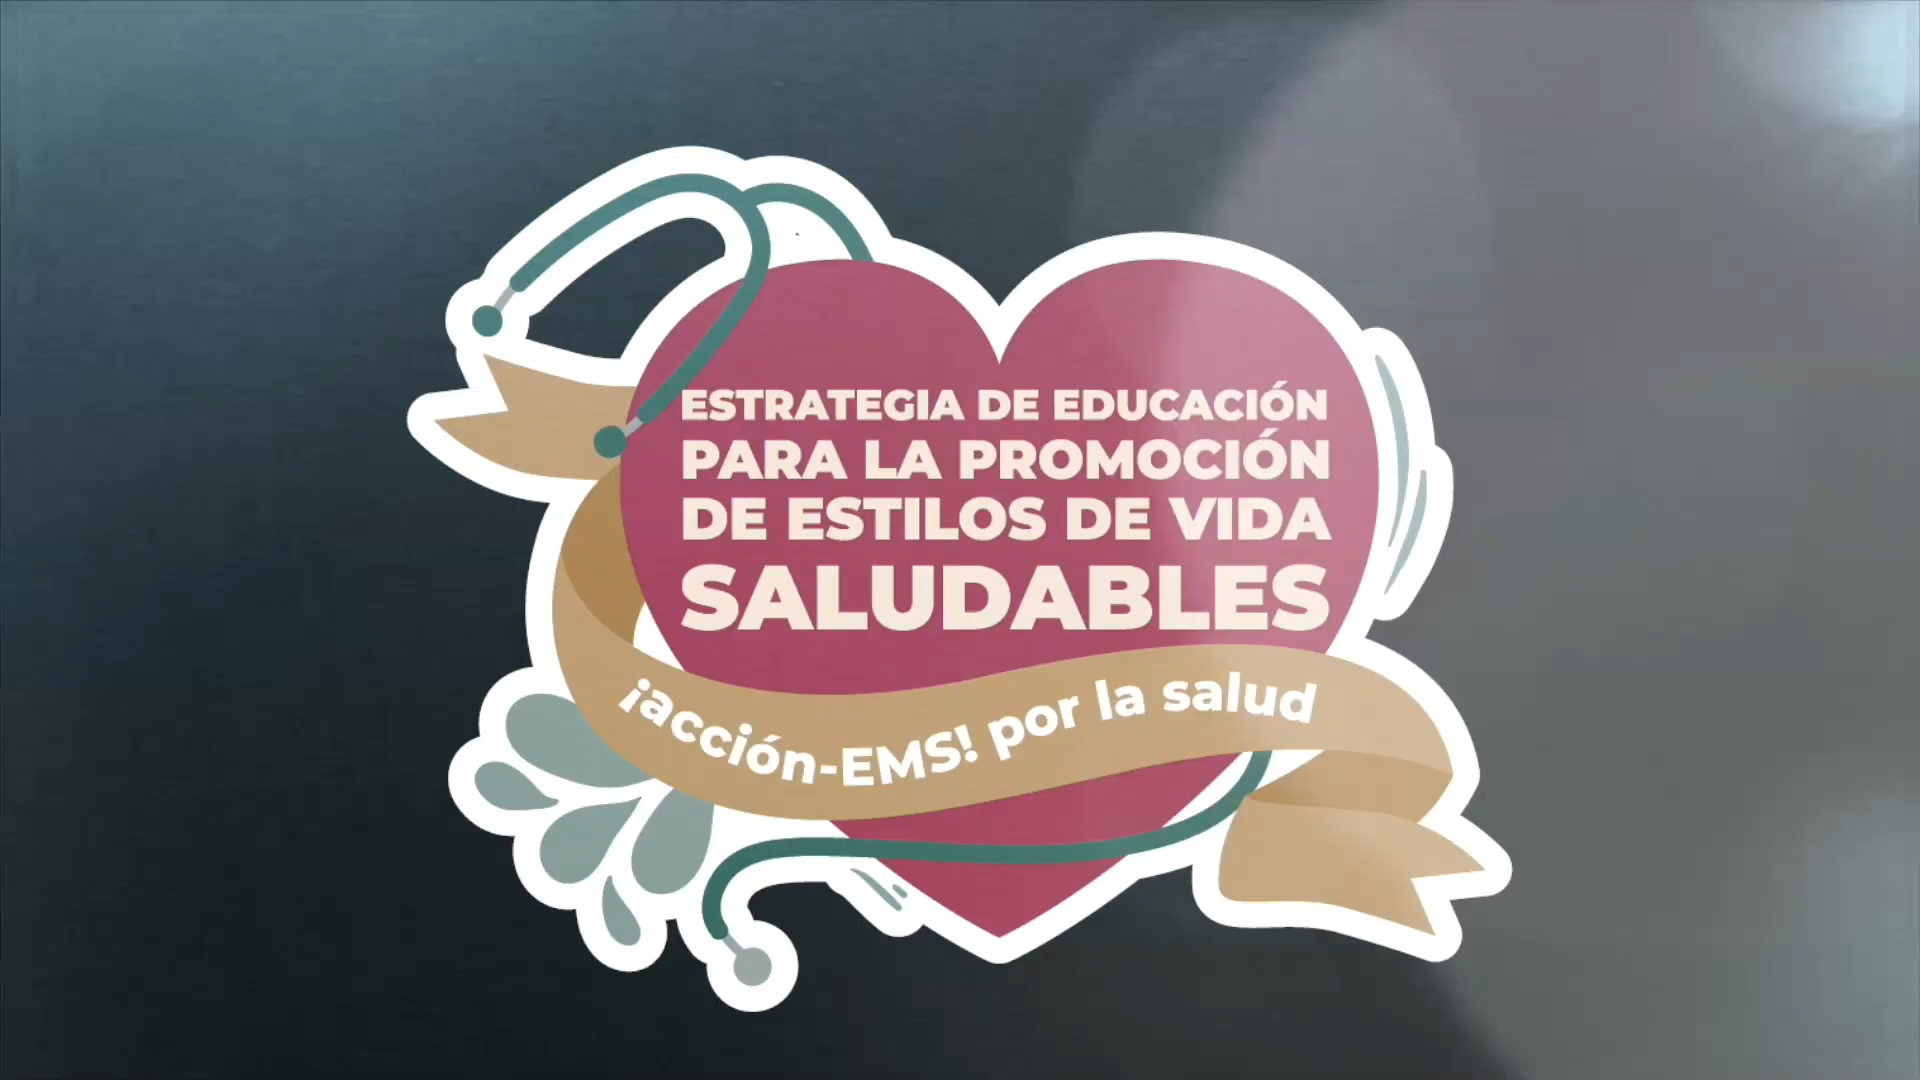 ESTRATEGIA DE EDUCACIÓN
PARA LA PROMOCIÓN
DE ESTILOS DE VIDA
SALUDABLES
¡acción-EMS! por la salud